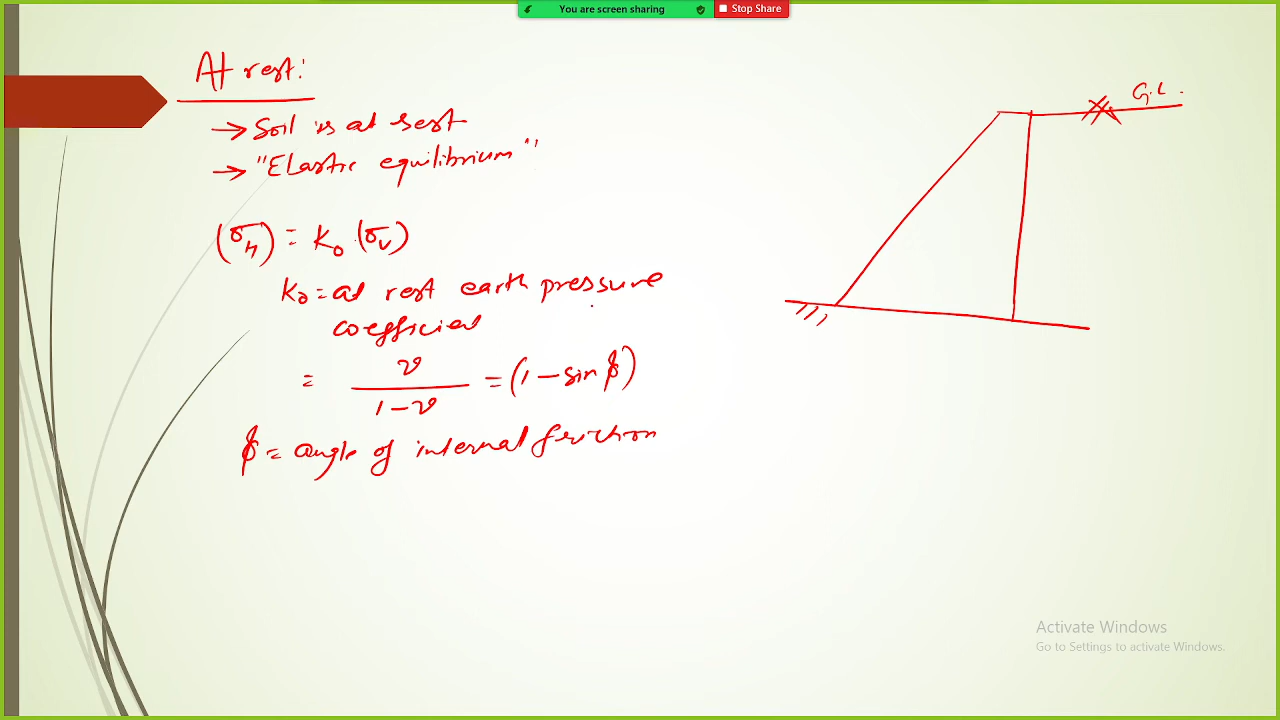 You are screen sharing
Stop Share
At rest:
→ Soil is at rest
→ "Elastic equilibrium"
(σh) = K₀.(σv)
K₀ = at rest earth pressure
coefficient
= ν / 1-ν = (1 - sin ϕ)
ϕ = angle of internal friction
G.L.
Activate Windows
Go to Settings to activate Windows.